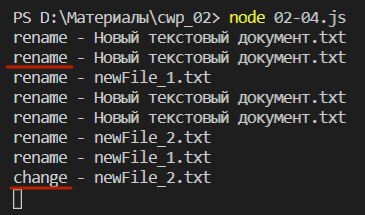 PS D:\Материалы\cwp_02> node 02-04.js
rename - Новый текстовый документ.txt
rename - Новый текстовый документ.txt
rename - newFile_1.txt
rename - Новый текстовый документ.txt
rename - Новый текстовый документ.txt
rename - newFile_2.txt
rename - newFile_1.txt
change - newFile_2.txt